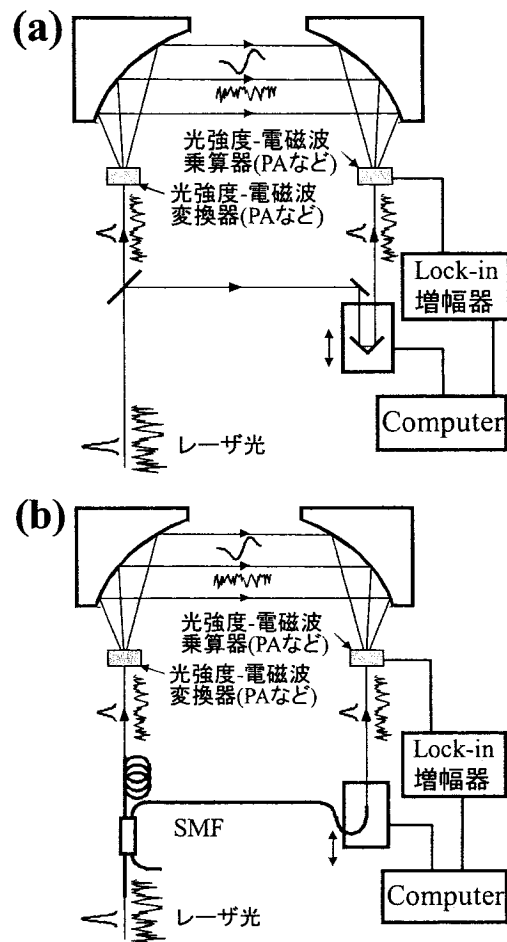 (a)
光強度-電磁波
乗算器(PAなど)
光強度-電磁波
変換器(PAなど)
Lock-in
増幅器
Computer
レーザ光
(b)
光強度-電磁波
乗算器(PAなど)
光強度-電磁波
変換器(PAなど)
Lock-in
増幅器
SMF
Computer
レーザ光